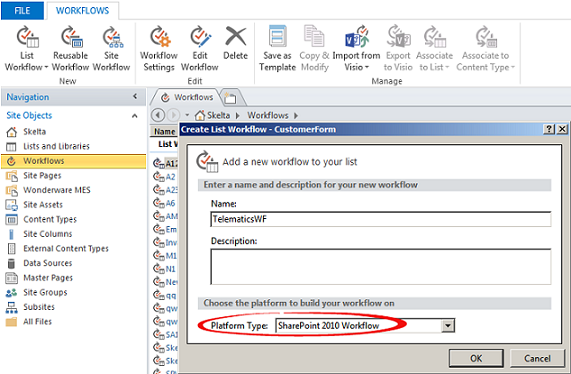 FILE WORKFLOWS
List Workflow Reusable Workflow Site Workflow Workflow Settings Edit Workflow Delete Save as Template Copy & Modify Import from Visio Export to Visio Associate to List Associate to Content Type
New Edit Manage
Navigation
Workflows
Site Objects
Skelta
Workflows
Skelta
Lists and Libraries
Workflows
Site Pages
Wonderware MES
Site Assets
Content Types
Site Columns
External Content Types
Data Sources
Master Pages
Site Groups
Subsites
All Files
Name
List W
A12
A2
A23
A6
AM
Em
Inv
M1
N1
New
qq
qw
qw
SA1
Ske
Create List Workflow - CustomerForm
Add a new workflow to your list
Enter a name and description for your new workflow
Name:
TelematicsWF
Description:
Choose the platform to build your workflow on
Platform Type: SharePoint 2010 Workflow
OK Cancel